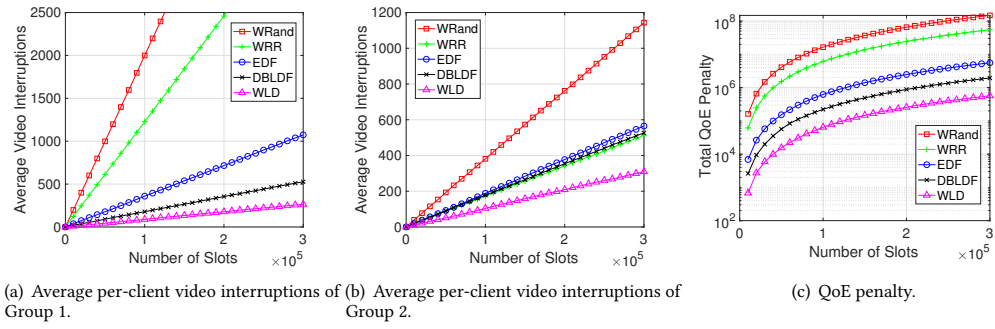 2500
2000
1500
1000
500
0
0
1
2
3
Average Video Interruptions
Number of Slots
×10^5
WRand
WRR
EDF
DBLDF
WLD
(a) Average per-client video interruptions of
Group 1.
1200
1000
800
600
400
200
0
0
1
2
3
Average Video Interruptions
Number of Slots
×10^5
WRand
WRR
EDF
DBLDF
WLD
(b) Average per-client video interruptions of
Group 2.
10^8
10^6
10^4
10^2
0
1
2
3
Total QoE Penalty
Number of Slots
×10^5
WRand
WRR
EDF
DBLDF
WLD
(c) QoE penalty.